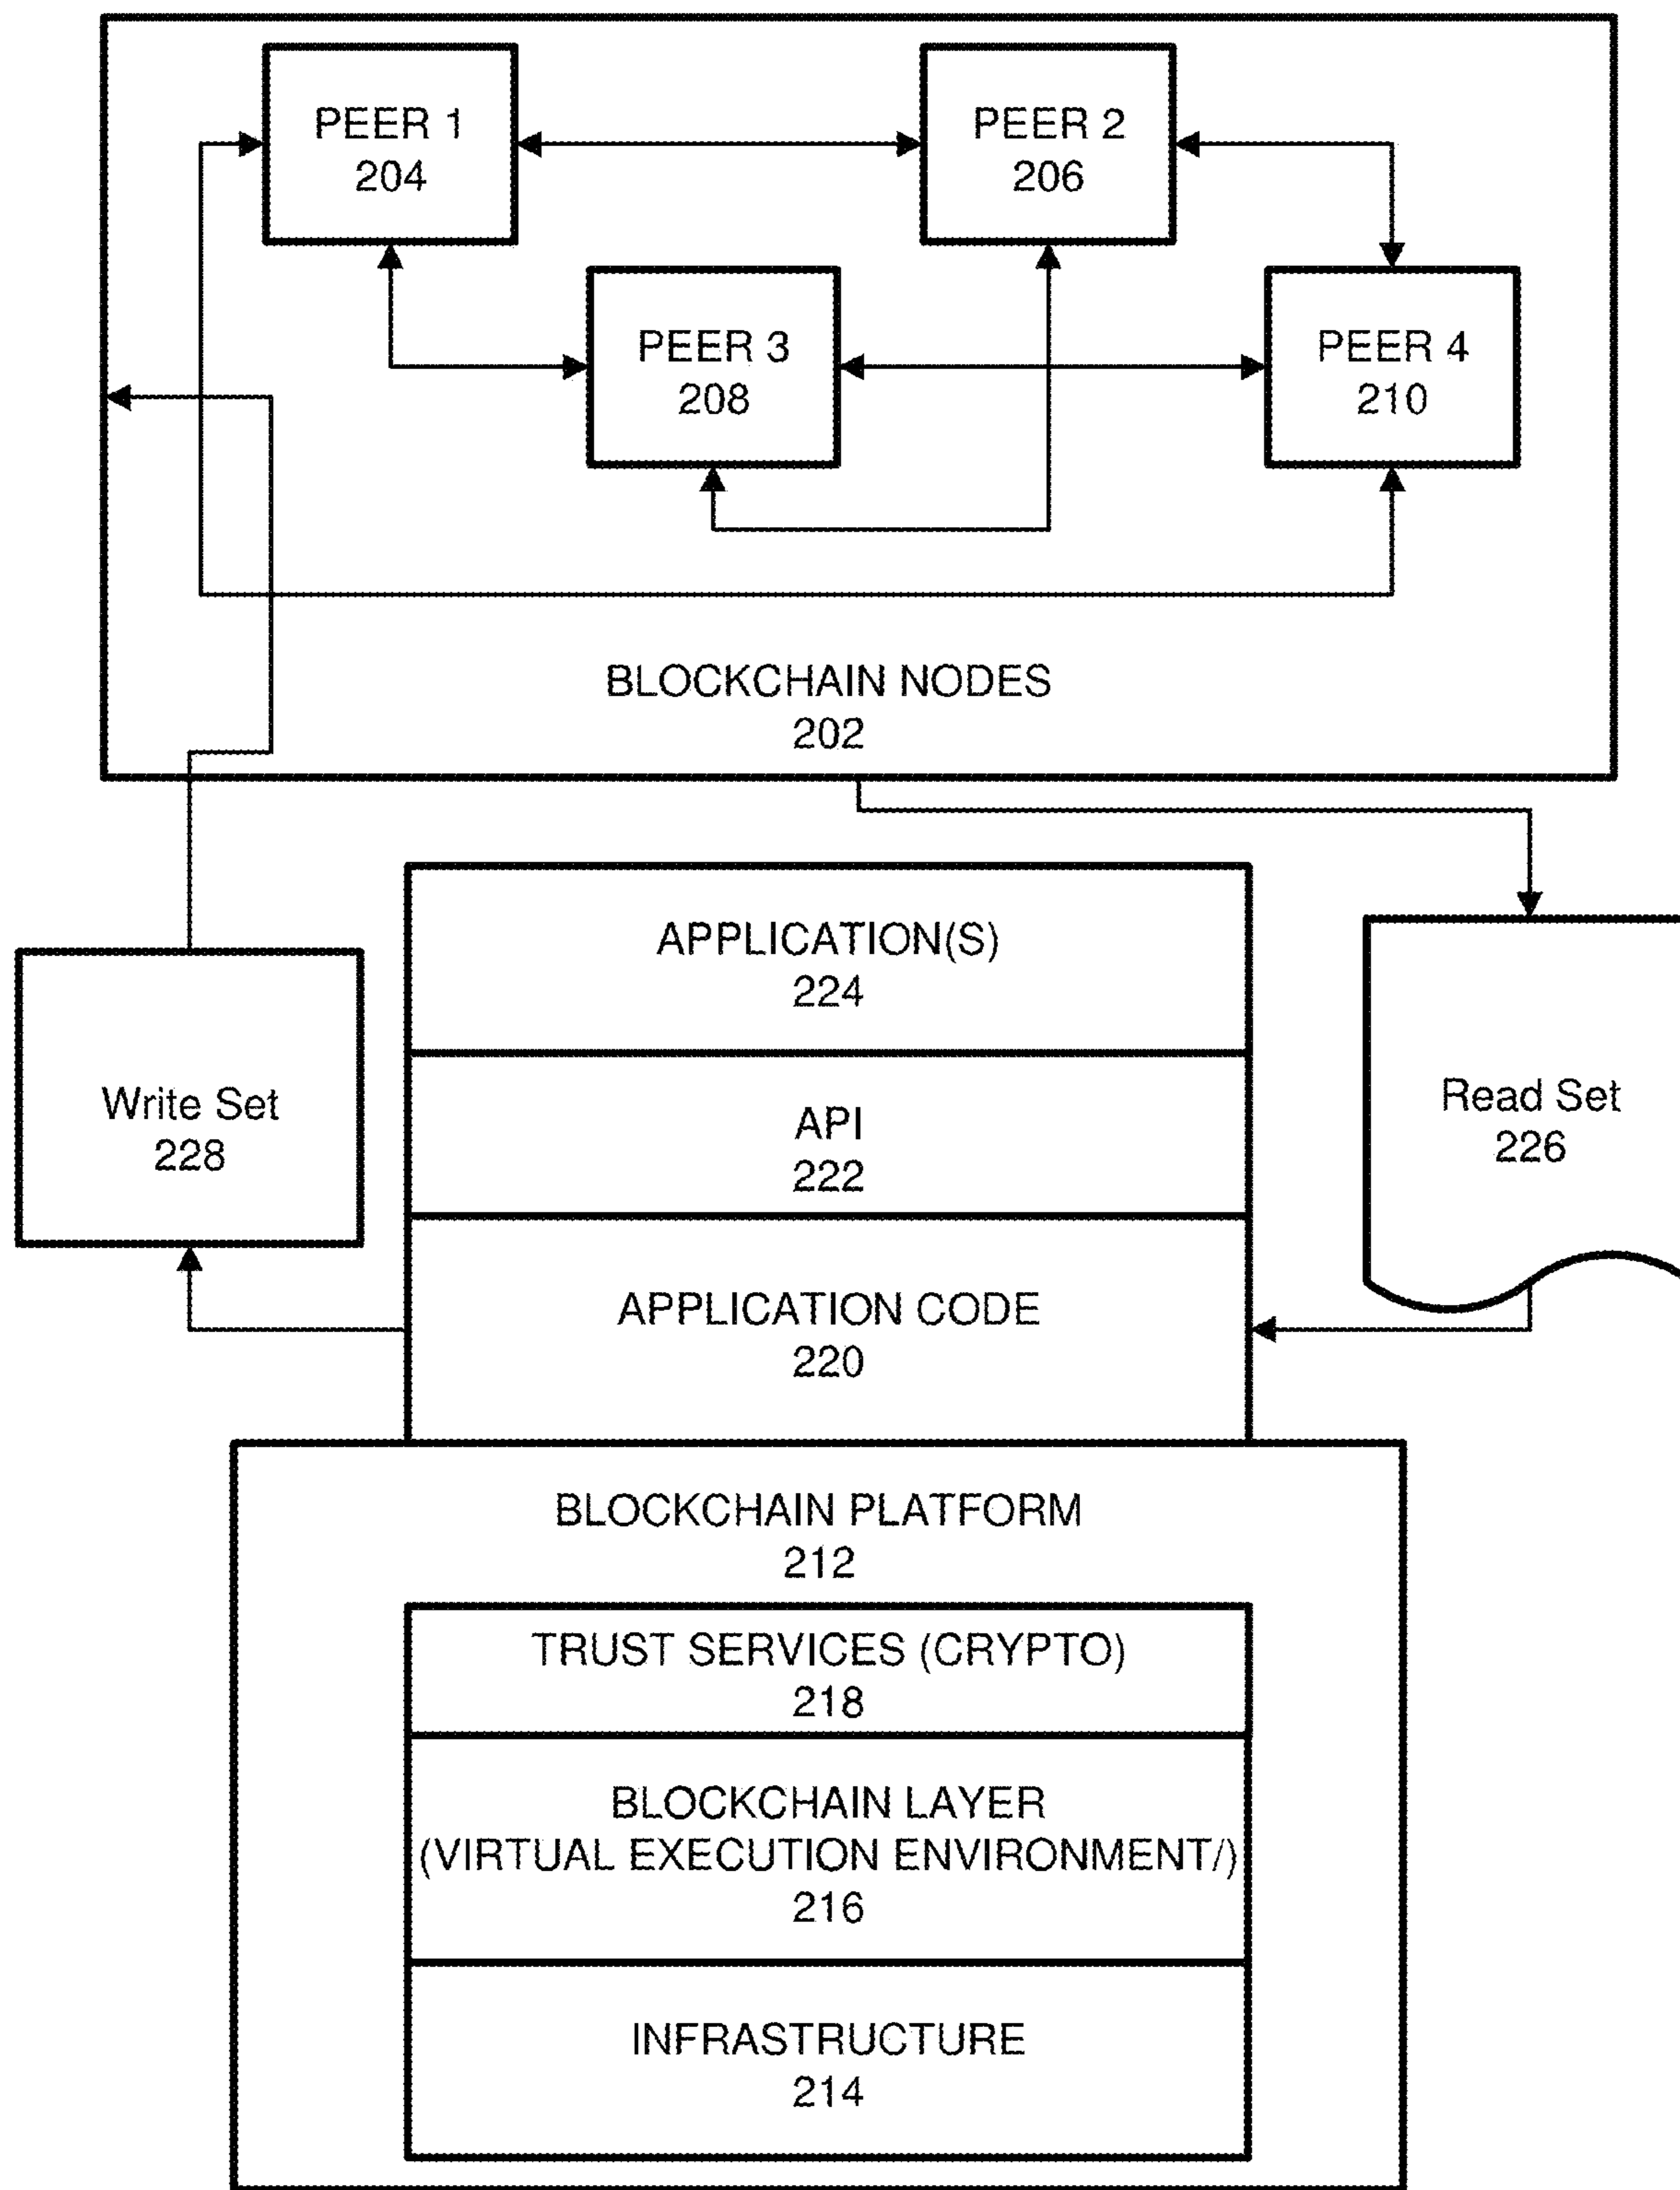 PEER 1
204
PEER 2
206
PEER 3
208
PEER 4
210
BLOCKCHAIN NODES
202
APPLICATION(S)
224
Write Set
228
API
222
Read Set
226
APPLICATION CODE
220
BLOCKCHAIN PLATFORM
212
TRUST SERVICES (CRYPTO)
218
BLOCKCHAIN LAYER
(VIRTUAL EXECUTION ENVIRONMENT/)
216
INFRASTRUCTURE
214